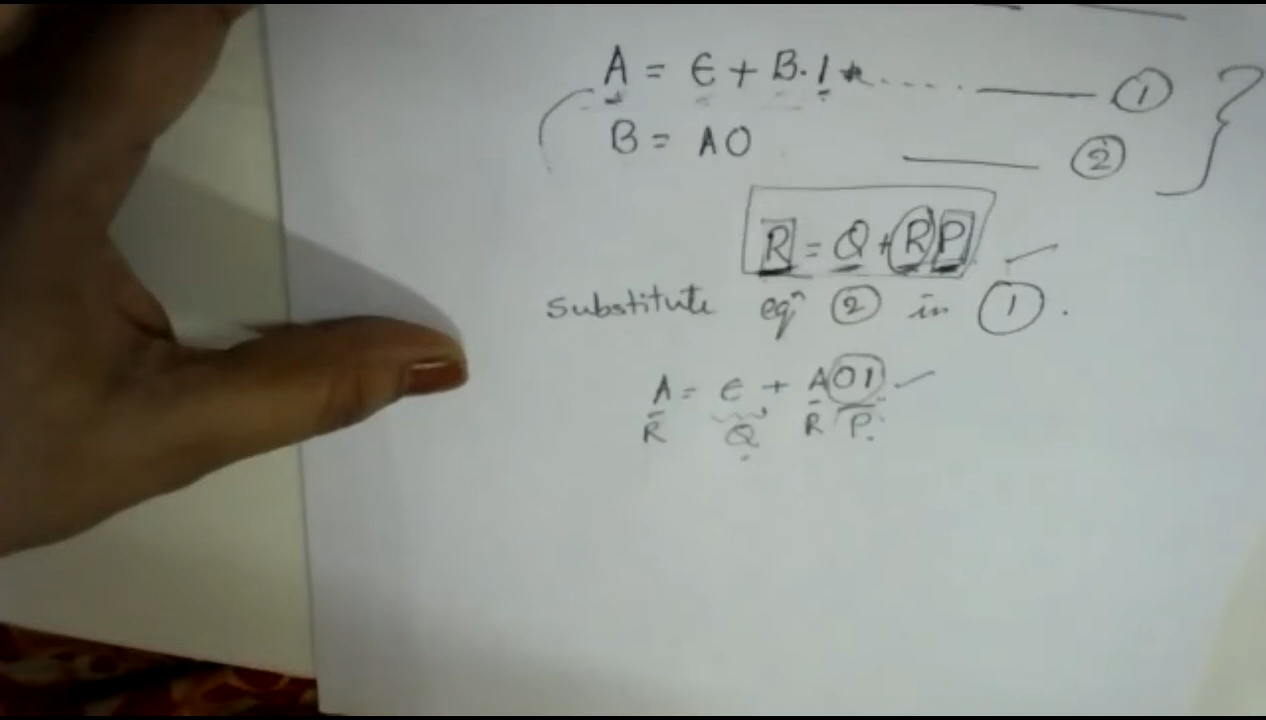 A = ϵ + B.1 ..... ——— ①
B = A0 ——— ②
R = Q + RP
Substitute eqⁿ ② in ① .
A = ϵ + A01
R Q R P.